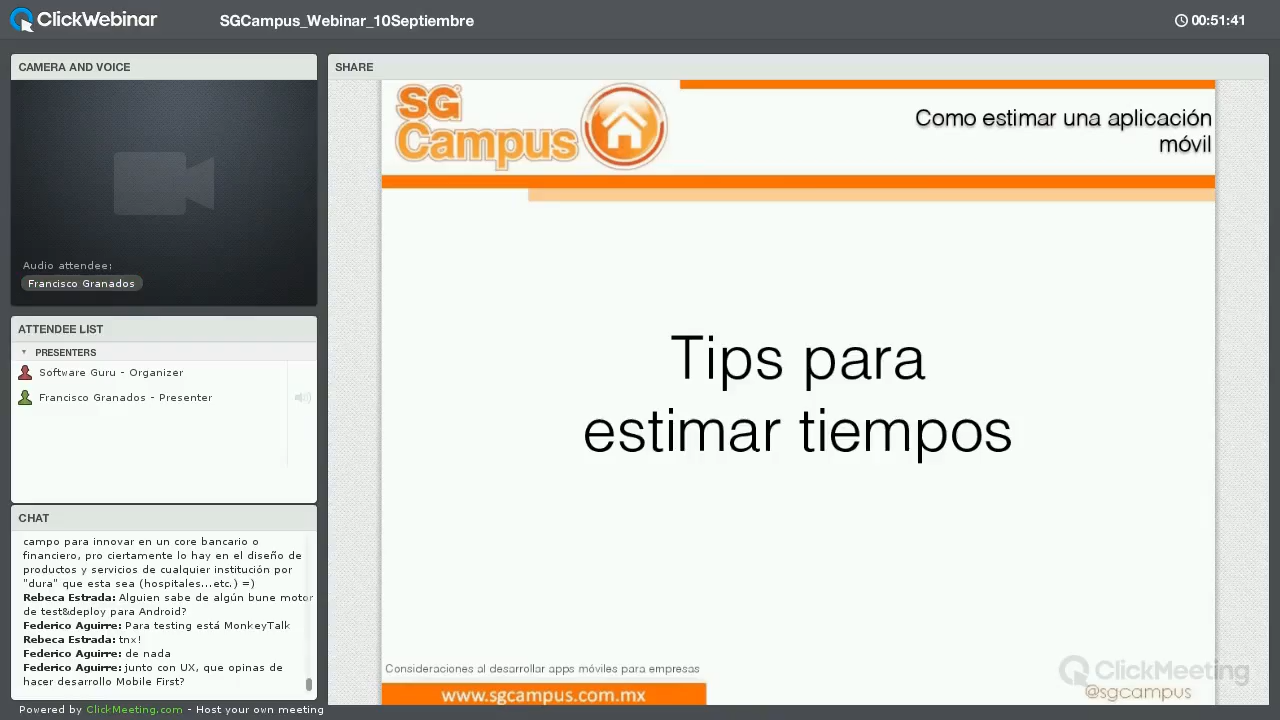 ClickWebinar
SGCampus_Webinar_10Septiembre
00:51:41
CAMERA AND VOICE
Audio attendee:
Francisco Granados
ATTENDEE LIST
PRESENTERS
Software Guru - Organizer
Francisco Granados - Presenter
CHAT
campo para innovar en un core bancario o
financiero, pro ciertamente lo hay en el diseño de
productos y servicios de cualquier institución por
"dura" que esta sea (hospitales...etc.) =)
Rebeca Estrada: Alguien sabe de algún bune motor
de test&deploy para Android?
Federico Aguirre: Para testing está MonkeyTalk
Rebeca Estrada: tnx!
Federico Aguirre: de nada
Federico Aguirre: junto con UX, que opinas de
hacer desarrollo Mobile First?
Powered by ClickMeeting.com - Host your own meeting
SHARE
SG
Campus
Como estimar una aplicación
móvil
Tips para
estimar tiempos
Consideraciones al desarrollar apps móviles para empresas
www.sgcampus.com.mx
ClickMeeting
@sgcampus